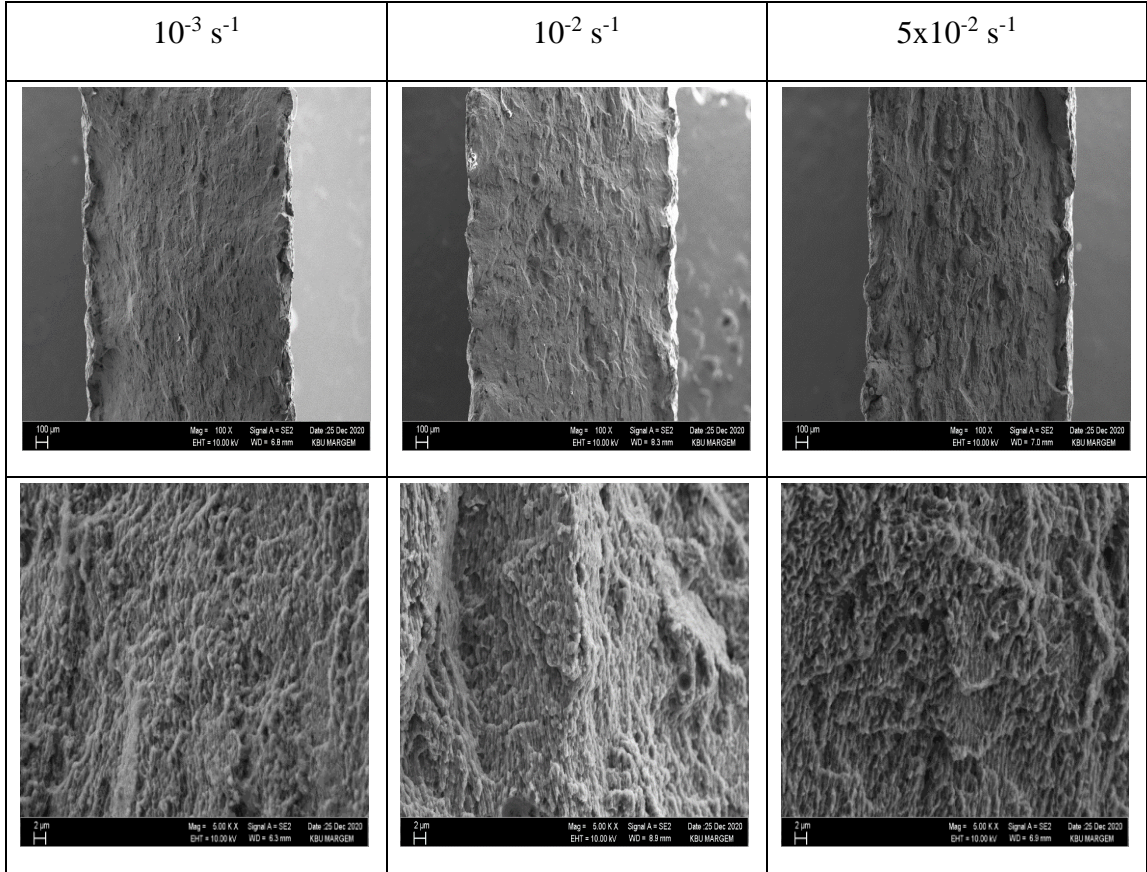 10⁻³ s⁻¹
10⁻² s⁻¹
5x10⁻² s⁻¹
100 µm
Mag = 100 X Signal A = SE2 Date :25 Dec 2020
EHT = 10.00 kV WD = 6.8 mm KBU MARGEM
100 µm
Mag = 100 X Signal A = SE2 Date :25 Dec 2020
EHT = 10.00 kV WD = 8.3 mm KBU MARGEM
100 µm
Mag = 100 X Signal A = SE2 Date :25 Dec 2020
EHT = 10.00 kV WD = 7.0 mm KBU MARGEM
2 µm
Mag = 5.00 K X Signal A = SE2 Date :25 Dec 2020
EHT = 10.00 kV WD = 6.3 mm KBU MARGEM
2 µm
Mag = 5.00 K X Signal A = SE2 Date :25 Dec 2020
EHT = 10.00 kV WD = 8.9 mm KBU MARGEM
2 µm
Mag = 5.00 K X Signal A = SE2 Date :25 Dec 2020
EHT = 10.00 kV WD = 6.9 mm KBU MARGEM